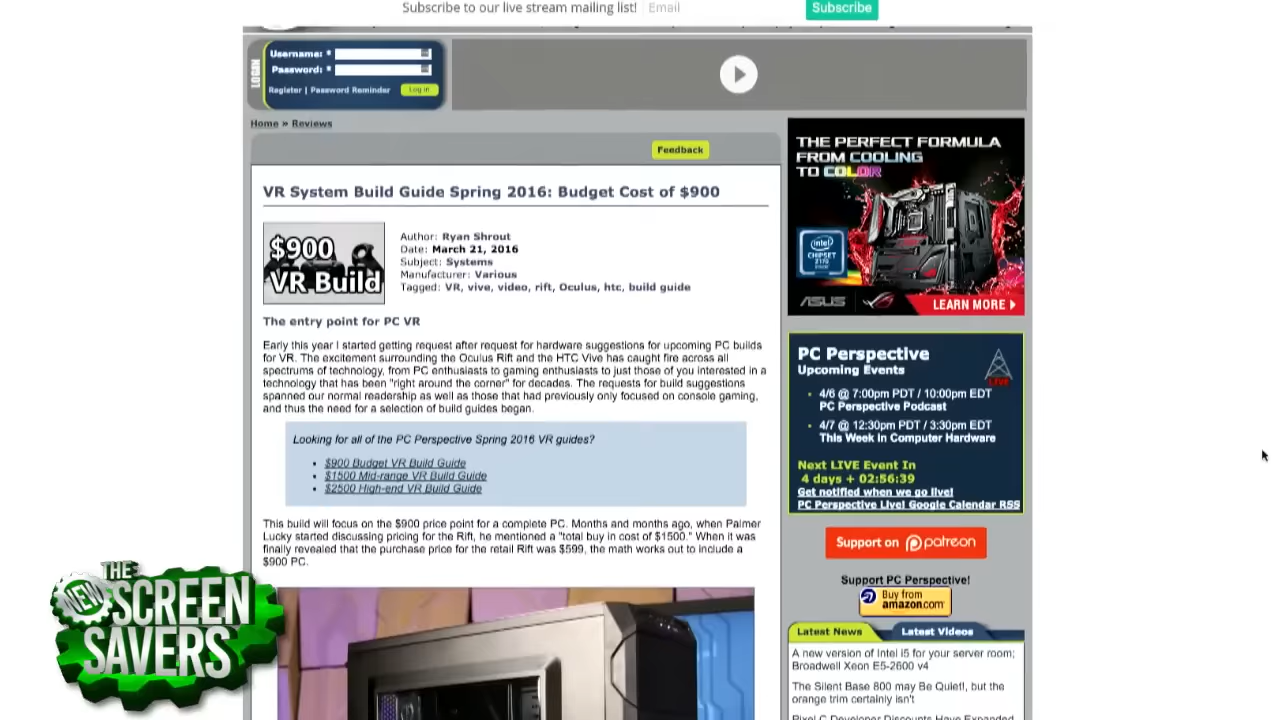 Subscribe to our live stream mailing list! Email Subscribe
Username: *
Password: *
Register | Password Reminder Log in
LOGIN
Home » Reviews
Feedback
VR System Build Guide Spring 2016: Budget Cost of $900
$900
VR Build
Author: Ryan Shrout
Date: March 21, 2016
Subject: Systems
Manufacturer: Various
Tagged: VR, vive, video, rift, Oculus, htc, build guide
The entry point for PC VR
Early this year I started getting request after request for hardware suggestions for upcoming PC builds
for VR. The excitement surrounding the Oculus Rift and the HTC Vive has caught fire across all
spectrums of technology, from PC enthusiasts to gaming enthusiasts to just those of you interested in a
technology that has been "right around the corner" for decades. The requests for build suggestions
spanned our normal readership as well as those that had previously only focused on console gaming,
and thus the need for a selection of build guides began.
Looking for all of the PC Perspective Spring 2016 VR guides?
• $900 Budget VR Build Guide
• $1500 Mid-range VR Build Guide
• $2500 High-end VR Build Guide
This build will focus on the $900 price point for a complete PC. Months and months ago, when Palmer
Lucky started discussing pricing for the Rift, he mentioned a "total buy in cost of $1500." When it was
finally revealed that the purchase price for the retail Rift was $599, the math works out to include a
$900 PC.
THE PERFECT FORMULA
FROM COOLING
TO COLOR
intel
CHIPSET
Z170
ASUS
LEARN MORE
PC Perspective
Upcoming Events
LIVE
• 4/6 @ 7:00pm PDT / 10:00pm EDT
PC Perspective Podcast
• 4/7 @ 12:30pm PDT / 3:30pm EDT
This Week in Computer Hardware
Next LIVE Event In
4 days + 02:56:39
Get notified when we go live!
PC Perspective Live! Google Calendar RSS
Support on patreon
Support PC Perspective!
Buy from
amazon.com
Latest News Latest Videos
A new version of Intel i5 for your server room;
Broadwell Xeon E5-2600 v4
The Silent Base 800 may Be Quiet!, but the
orange trim certainly isn't
Pixel C Developer Discounts Have Expanded
THE
NEW
SCREEN
SAVERS